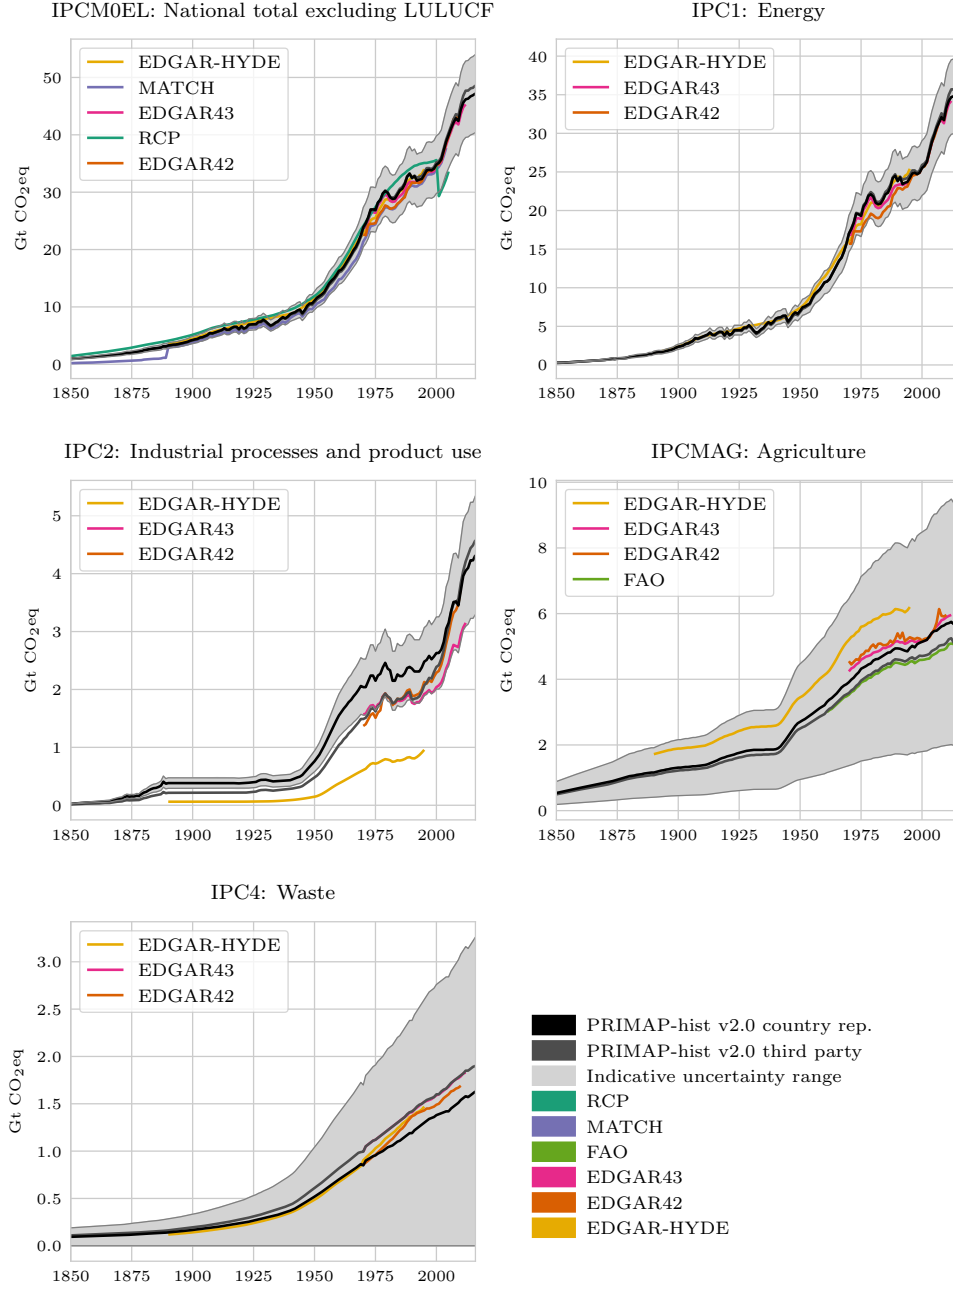 IPCM0EL: National total excluding LULUCF
EDGAR-HYDE
MATCH
EDGAR43
RCP
EDGAR42
Gt CO2eq
50
40
30
20
10
0
1850 1875 1900 1925 1950 1975 2000
IPC1: Energy
EDGAR-HYDE
EDGAR43
EDGAR42
Gt CO2eq
40
35
30
25
20
15
10
5
0
1850 1875 1900 1925 1950 1975 2000
IPC2: Industrial processes and product use
EDGAR-HYDE
EDGAR43
EDGAR42
Gt CO2eq
5
4
3
2
1
0
1850 1875 1900 1925 1950 1975 2000
IPCMAG: Agriculture
EDGAR-HYDE
EDGAR43
EDGAR42
FAO
Gt CO2eq
10
8
6
4
2
0
1850 1875 1900 1925 1950 1975 2000
IPC4: Waste
EDGAR-HYDE
EDGAR43
EDGAR42
Gt CO2eq
3.0
2.5
2.0
1.5
1.0
0.5
0.0
1850 1875 1900 1925 1950 1975 2000
PRIMAP-hist v2.0 country rep.
PRIMAP-hist v2.0 third party
Indicative uncertainty range
RCP
MATCH
FAO
EDGAR43
EDGAR42
EDGAR-HYDE